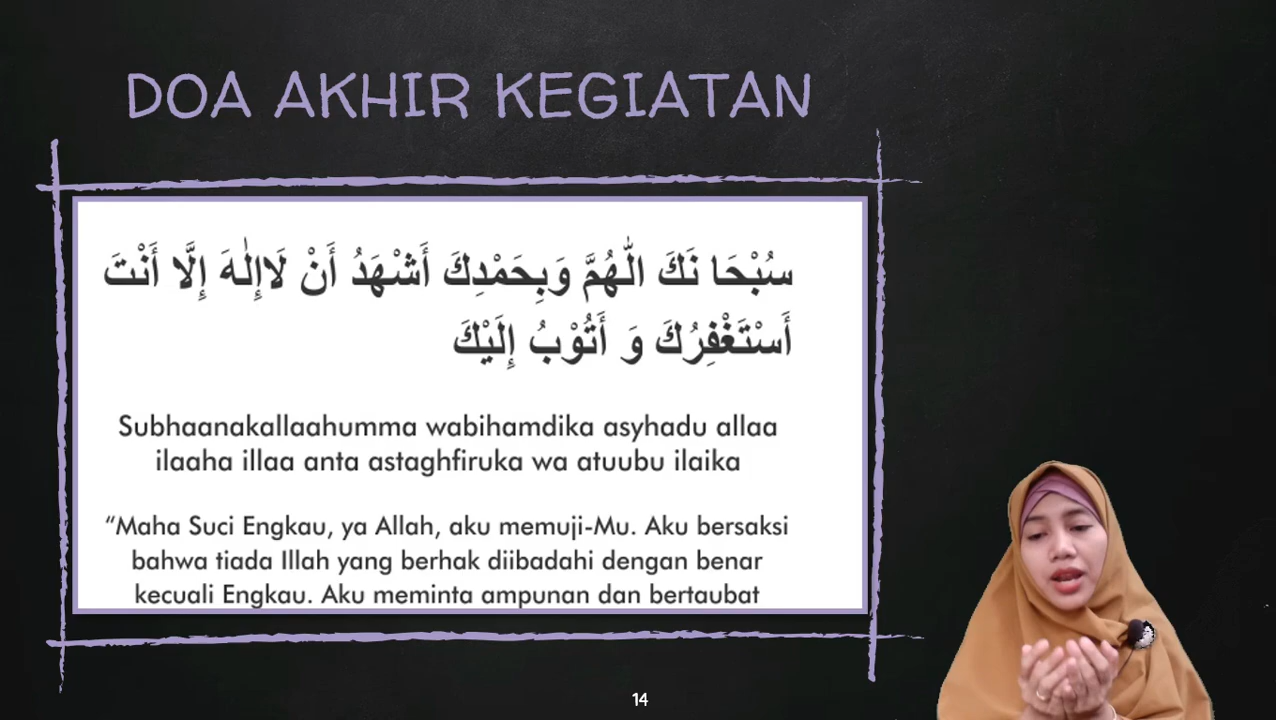 DOA AKHIR KEGIATAN
سُبْحَا نَكَ الّٰهُمَّ وَبِحَمْدِكَ أَشْهَدُ أَنْ لَاإِلٰهَ إِلَّا أَنْتَ
أَسْتَغْفِرُكَ وَ أَتُوْبُ إِلَيْكَ
Subhaanakallaahumma wabihamdika asyhadu allaa
ilaaha illaa anta astaghfiruka wa atuubu ilaika
“Maha Suci Engkau, ya Allah, aku memuji-Mu. Aku bersaksi
bahwa tiada Illah yang berhak diibadahi dengan benar
kecuali Engkau. Aku meminta ampunan dan bertaubat
14